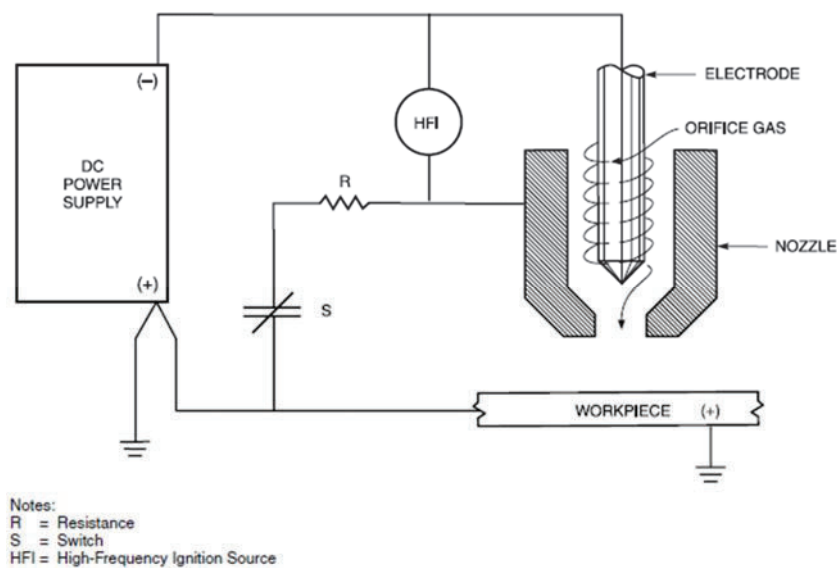 (–)
ELECTRODE
HFI
ORIFICE GAS
DC
POWER
SUPPLY
R
NOZZLE
(+)
S
WORKPIECE (+)
Notes:
R = Resistance
S = Switch
HFI = High-Frequency Ignition Source